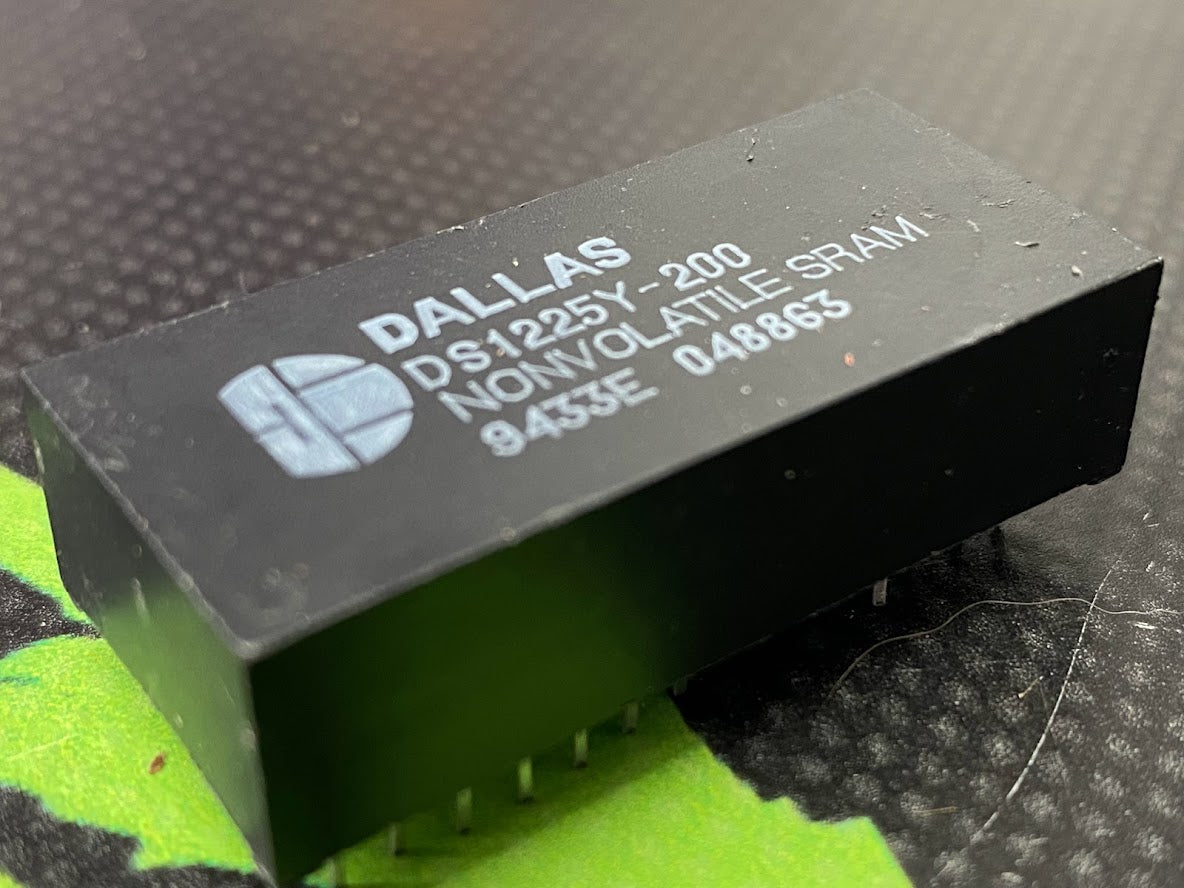 DALLAS
DS1225Y-200
NONVOLATILE SRAM
9433E 048863